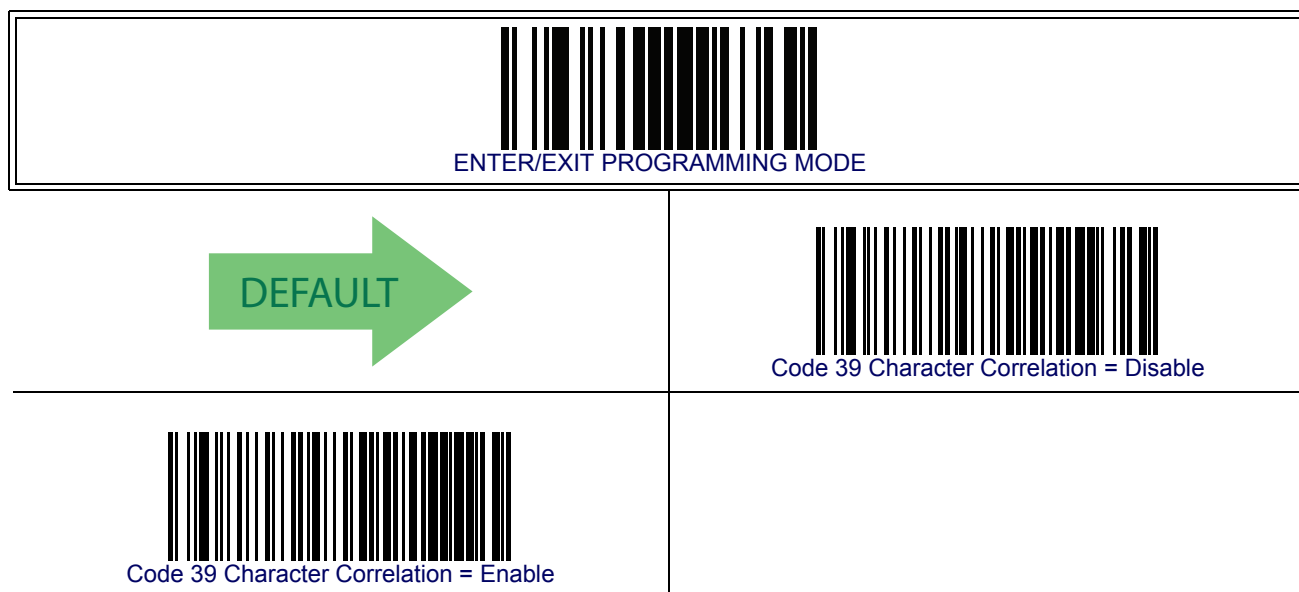 ENTER/EXIT PROGRAMMING MODE
DEFAULT
Code 39 Character Correlation = Disable
Code 39 Character Correlation = Enable